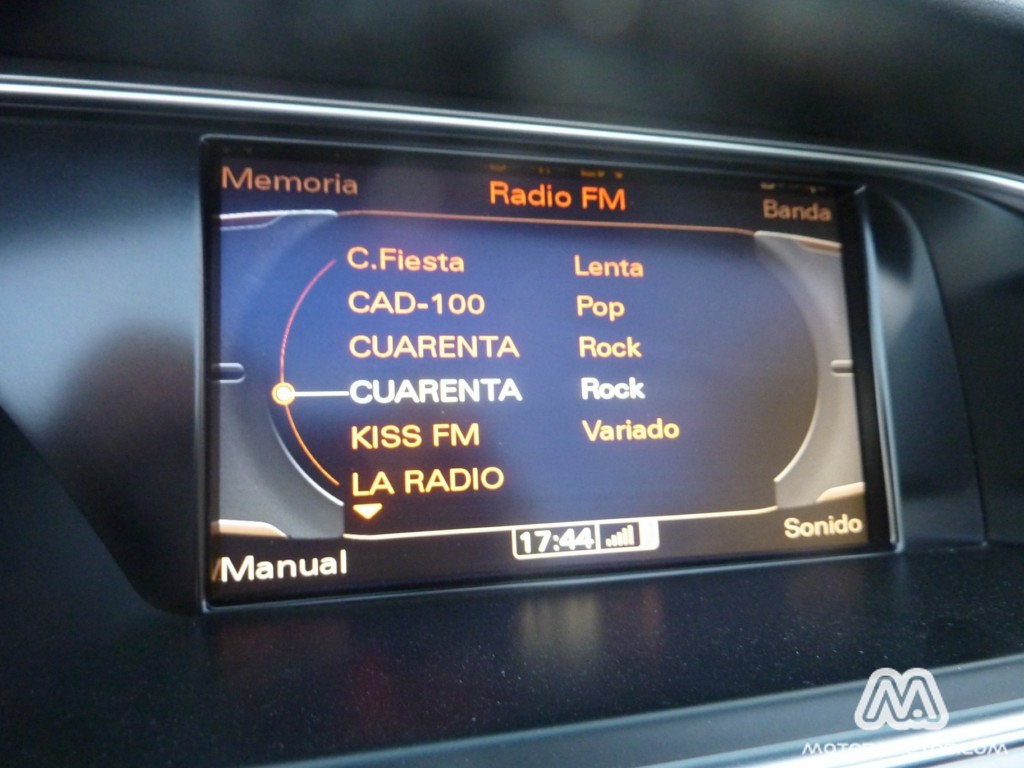 Memoria
Radio FM
Banda
C.Fiesta Lenta
CAD-100 Pop
CUARENTA Rock
CUARENTA Rock
KISS FM Variado
LA RADIO
17:44
Manual
Sonido